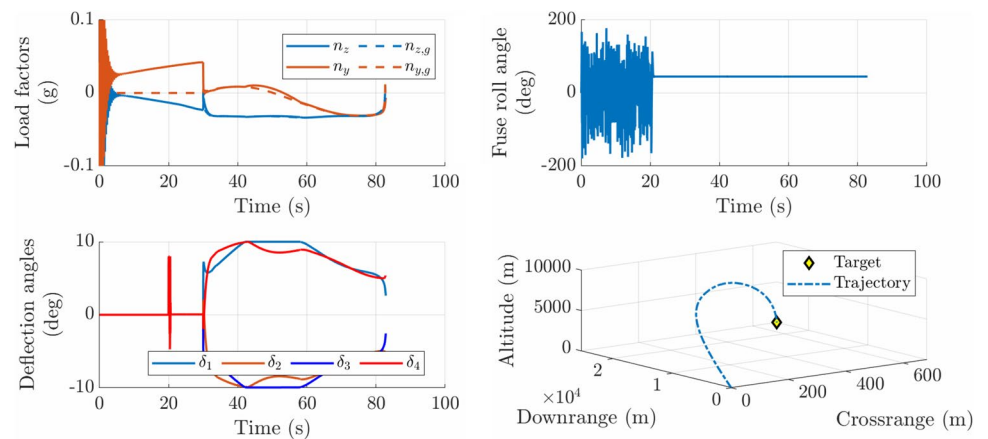 0.1
0
-0.1
Load factors
(g)
n_z n_{z,g}
n_y n_{y,g}
0 20 40 60 80 100
Time (s)
200
0
-200
Fuse roll angle
(deg)
0 20 40 60 80 100
Time (s)
10
0
-10
Deflection angles
(deg)
δ_1 δ_2 δ_3 δ_4
0 20 40 60 80 100
Time (s)
10000
5000
0
Altitude (m)
Target
Trajectory
2
1
0
×10^4
Downrange (m)
0
200
400
600
Crossrange (m)